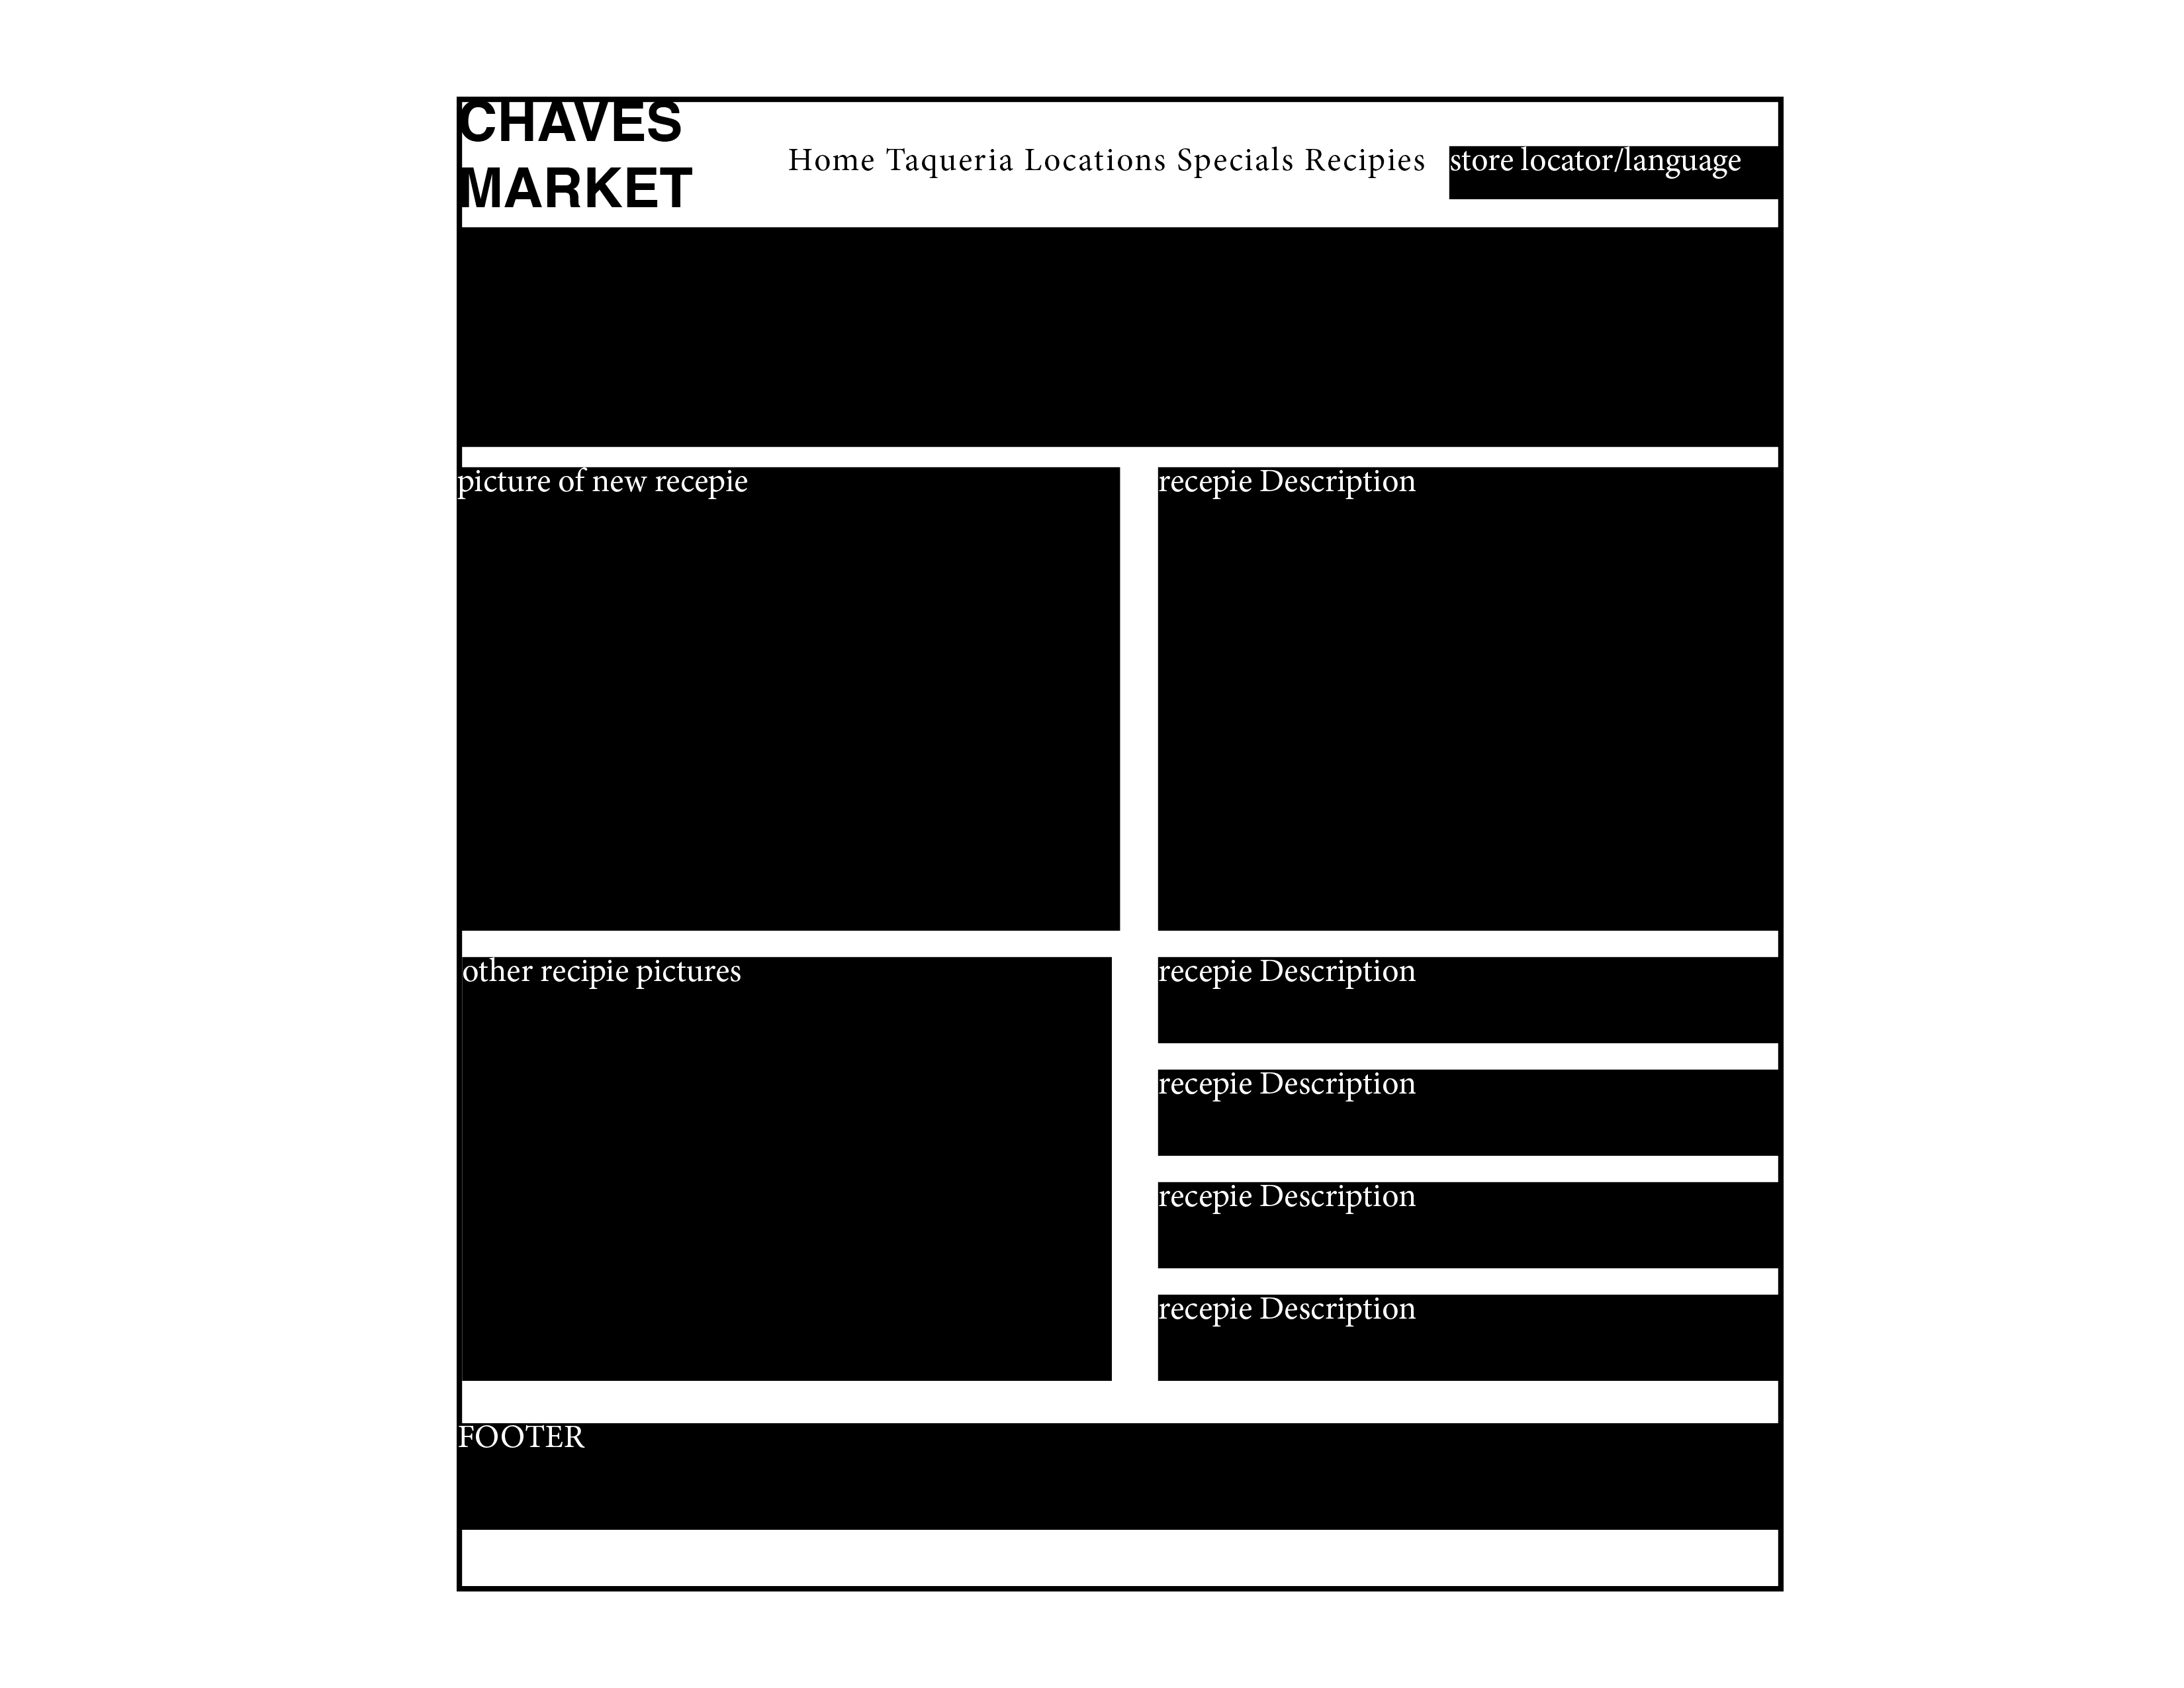 CHAVES
MARKET
Home Taqueria Locations Specials Recipies
store locator/language
picture of new recepie
recepie Description
other recipie pictures
recepie Description
recepie Description
recepie Description
recepie Description
FOOTER